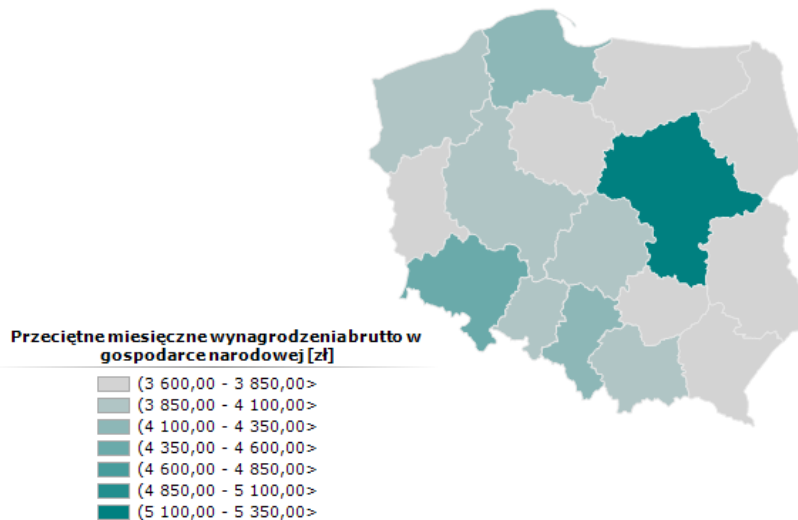 Przeciętne miesięczne wynagrodzenia brutto w
gospodarce narodowej [zł]
(3 600,00 - 3 850,00>
(3 850,00 - 4 100,00>
(4 100,00 - 4 350,00>
(4 350,00 - 4 600,00>
(4 600,00 - 4 850,00>
(4 850,00 - 5 100,00>
(5 100,00 - 5 350,00>